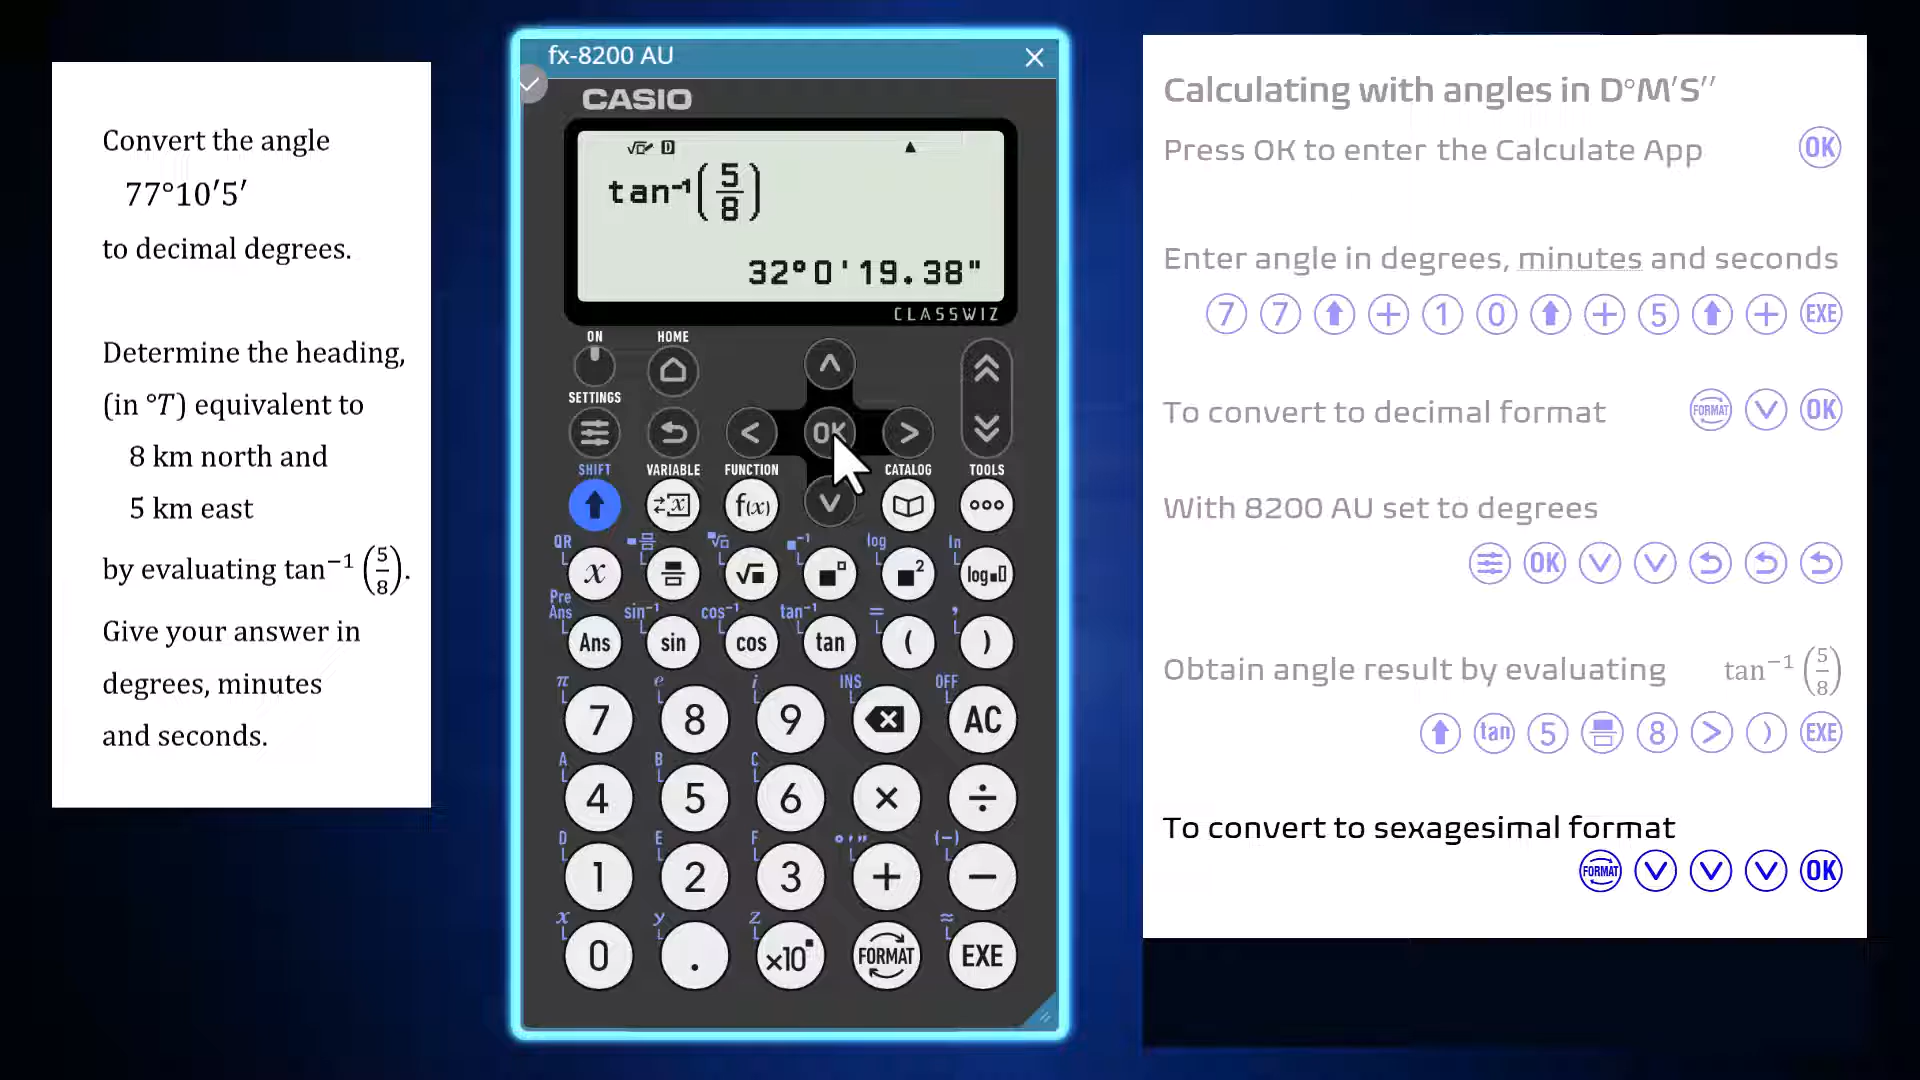 Convert the angle
77°10′5′
to decimal degrees.
Determine the heading,
(in °T) equivalent to
8 km north and
5 km east
by evaluating tan⁻¹ (5/8).
Give your answer in
degrees, minutes
and seconds.
fx-8200 AU
CASIO
√□ D ▲
tan⁻¹(5/8)
32°0'19.38"
CLASSWIZ
ON HOME
SETTINGS
< OK >
SHIFT VARIABLE FUNCTION CATALOG TOOLS
x f(x)
QR ■√□ ■⁻¹ log ln
x √■ ■□ ■² log■□
Pre
Ans sin⁻¹ cos⁻¹ tan⁻¹ = ,
Ans sin cos tan ( )
π e i INS OFF
7 8 9 AC
A B C
4 5 6 × ÷
D E F °′″ (−)
1 2 3 + −
x y z ≈
0 . ×10■ FORMAT EXE
Calculating with angles in D°M′S′′
Press OK to enter the Calculate App OK
Enter angle in degrees, minutes and seconds
7 7 ↑ + 1 0 ↑ + 5 ↑ + EXE
To convert to decimal format FORMAT ∨ OK
With 8200 AU set to degrees
OK ∨ ∨
Obtain angle result by evaluating tan⁻¹ (5/8)
↑ tan 5 8 > ) EXE
To convert to sexagesimal format
FORMAT ∨ ∨ ∨ OK